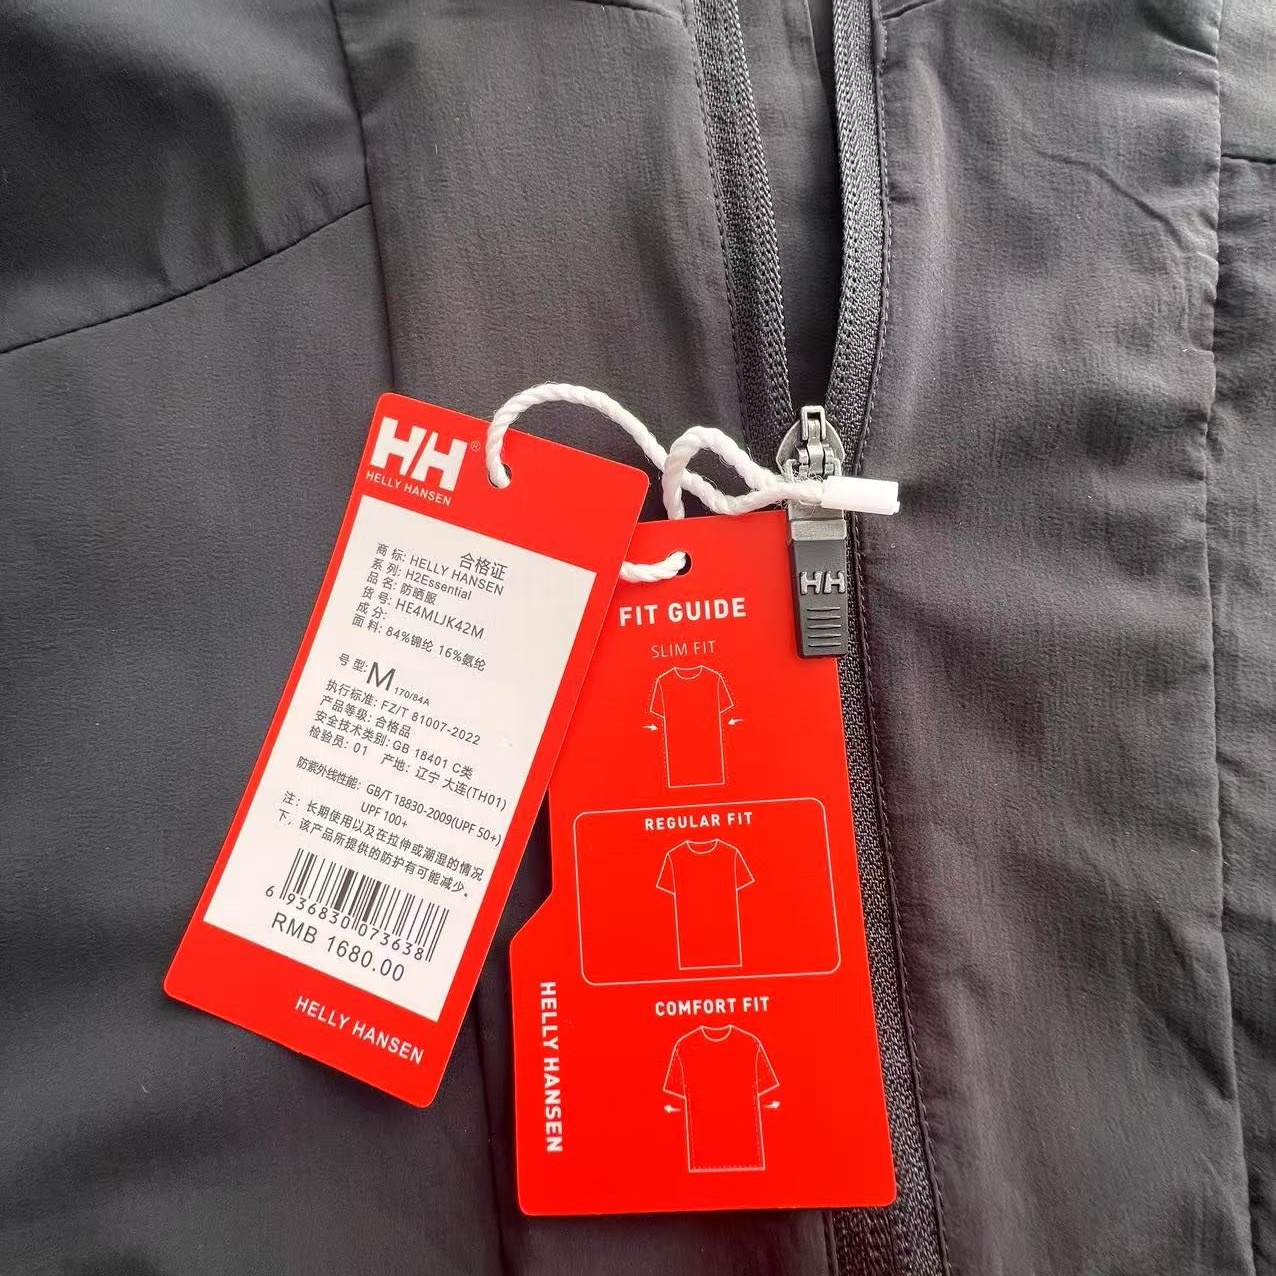 HH®
HELLY HANSEN
合格证
商 标: HELLY HANSEN
系 列: H2Essential
品 名: 防晒服
货 号: HE4MLJK42M
成 分:
面 料: 84%锦纶 16%氨纶
号 型: M 170/84A
执行标准: FZ/T 81007-2022
产品等级: 合格品
安全技术类别: GB 18401 C类
检验员: 01 产地: 辽宁 大连(TH01)
防紫外线性能: GB/T 18830-2009(UPF 50+)
UPF 100+
注: 长期使用以及在拉伸或潮湿的情况
下, 该产品所提供的防护有可能减少。
6 936830 073638
RMB 1680.00
HELLY HANSEN
HH
FIT GUIDE
SLIM FIT
REGULAR FIT
COMFORT FIT
HELLY HANSEN